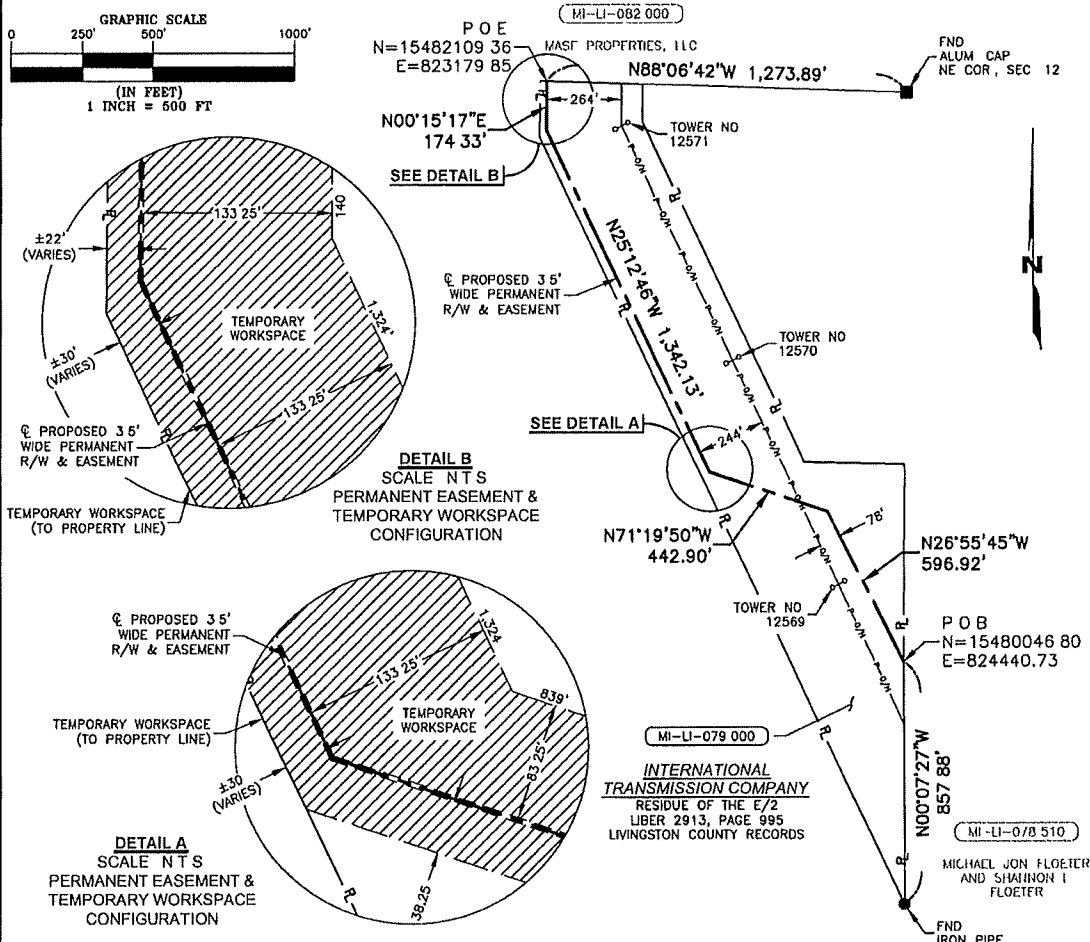 GRAPHIC SCALE
0 250' 500' 1000'
(IN FEET)
1 INCH = 500 FT
MI-LI-082 000
MASF PROPERTIES, LLC
P O E
N=15482109 36
E=823179 85
N88°06'42"W 1,273.89'
FND
ALUM CAP
NE COR, SEC 12
264'
N00°15'17"E
174 33'
SEE DETAIL B
TOWER NO
12571
N25°12'46"W 1,342.13'
℄ PROPOSED 3 5'
WIDE PERMANENT
R/W & EASEMENT
N
TOWER NO
12570
SEE DETAIL A
244'
N71°19'50"W
442.90'
78'
N26°55'45"W
596.92'
TOWER NO
12569
P O B
N=15480046 80
E=824440.73
MI-LI-079 000
INTERNATIONAL
TRANSMISSION COMPANY
RESIDUE OF THE E/2
LIBER 2913, PAGE 995
LIVINGSTON COUNTY RECORDS
N00°07'27"W
857 88'
MI-LI-078 510
MICHAEL JON FLOETER
AND SHANNON L
FLOETER
FND
IRON PIPE
133 25'
140
±22'
(VARIES)
TEMPORARY
WORKSPACE
1,324'
±30'
(VARIES)
133 25'
℄ PROPOSED 3 5'
WIDE PERMANENT
R/W & EASEMENT
TEMPORARY WORKSPACE
(TO PROPERTY LINE)
DETAIL B
SCALE N T S
PERMANENT EASEMENT &
TEMPORARY WORKSPACE
CONFIGURATION
℄ PROPOSED 3 5'
WIDE PERMANENT
R/W & EASEMENT
1,324
133 25'
TEMPORARY
WORKSPACE
839'
83 25'
TEMPORARY WORKSPACE
(TO PROPERTY LINE)
±30
(VARIES)
38.25
DETAIL A
SCALE N T S
PERMANENT EASEMENT &
TEMPORARY WORKSPACE
CONFIGURATION